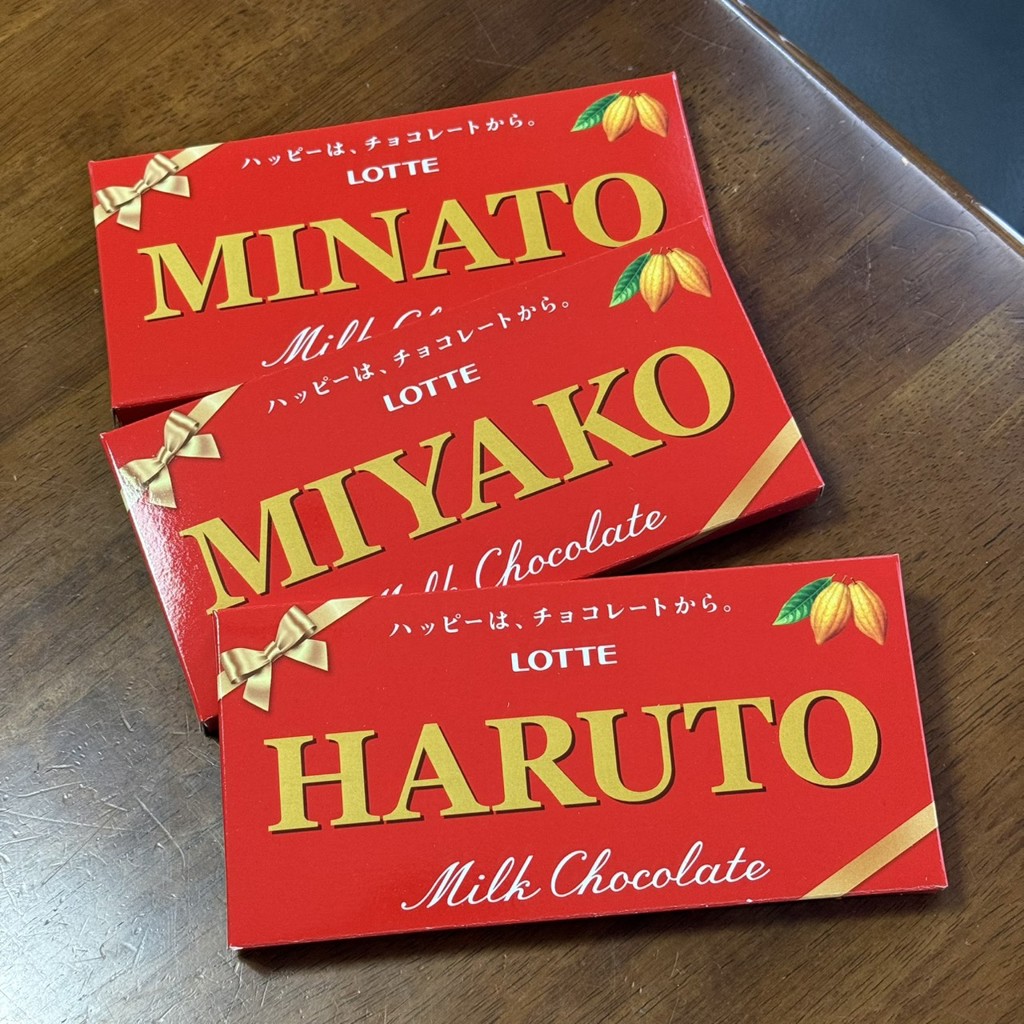 ハッピーは、チョコレートから。
LOTTE
MINATO
Milk
ハッピーは、チョコレートから。
LOTTE
MIYAKO
Milk Chocolate
ハッピーは、チョコレートから。
LOTTE
HARUTO
Milk Chocolate